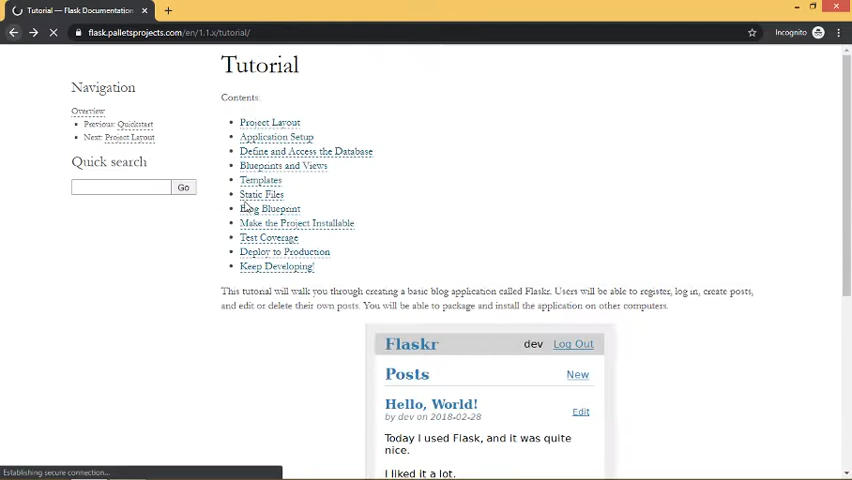 Tutorial — Flask Documentation
flask.palletsprojects.com/en/1.1.x/tutorial/
Incognito
Tutorial
Navigation
Overview
Previous: Quickstart
Next: Project Layout
Quick search
Go
Contents:
Project Layout
Application Setup
Define and Access the Database
Blueprints and Views
Templates
Static Files
Blog Blueprint
Make the Project Installable
Test Coverage
Deploy to Production
Keep Developing!
This tutorial will walk you through creating a basic blog application called Flaskr. Users will be able to register, log in, create posts,
and edit or delete their own posts. You will be able to package and install the application on other computers.
Flaskr dev Log Out
Posts New
Hello, World! Edit
by dev on 2018-02-28
Today I used Flask, and it was quite
nice.
I liked it a lot.
Establishing secure connection...